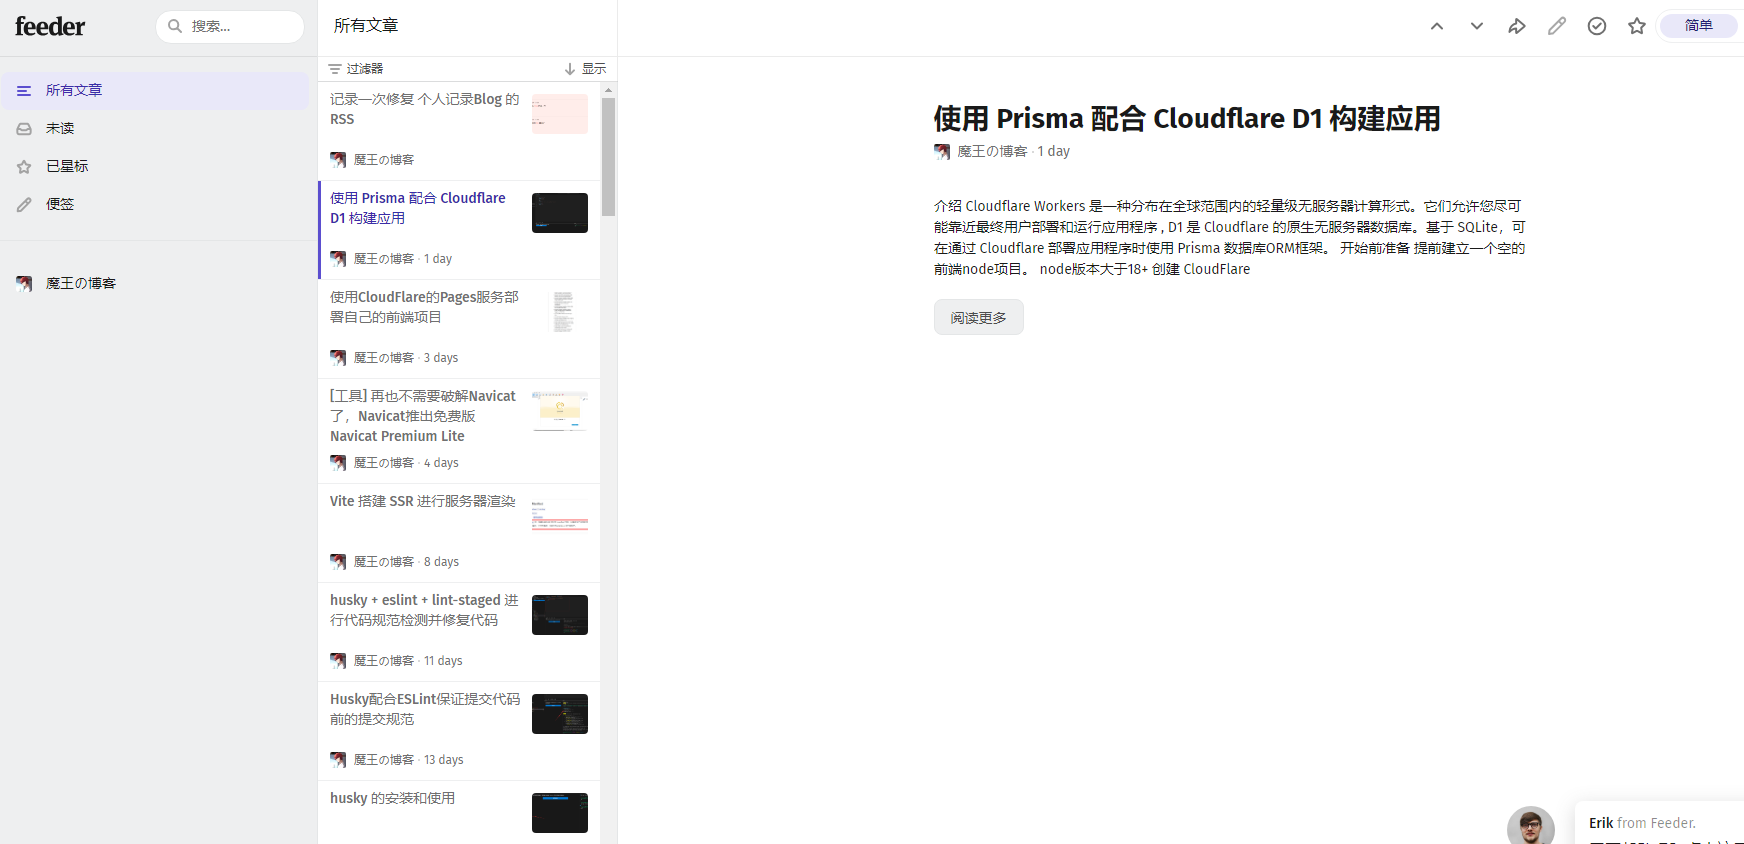 feeder
搜索...
所有文章
未读
已星标
便签
魔王の博客
所有文章
过滤器
显示
记录一次修复 个人记录Blog 的
RSS
魔王の博客
使用 Prisma 配合 Cloudflare
D1 构建应用
魔王の博客 · 1 day
使用CloudFlare的Pages服务部
署自己的前端项目
魔王の博客 · 3 days
[工具] 再也不需要破解Navicat
了，Navicat推出免费版
Navicat Premium Lite
魔王の博客 · 4 days
Vite 搭建 SSR 进行服务器渲染
魔王の博客 · 8 days
husky + eslint + lint-staged 进
行代码规范检测并修复代码
魔王の博客 · 11 days
Husky配合ESLint保证提交代码
前的提交规范
魔王の博客 · 13 days
husky 的安装和使用
简单
使用 Prisma 配合 Cloudflare D1 构建应用
魔王の博客 · 1 day
介绍 Cloudflare Workers 是一种分布在全球范围内的轻量级无服务器计算形式。它们允许您尽可
能靠近最终用户部署和运行应用程序 , D1 是 Cloudflare 的原生无服务器数据库。基于 SQLite，可
在通过 Cloudflare 部署应用程序时使用 Prisma 数据库ORM框架。 开始前准备 提前建立一个空的
前端node项目。 node版本大于18+ 创建 CloudFlare
阅读更多
Erik from Feeder.